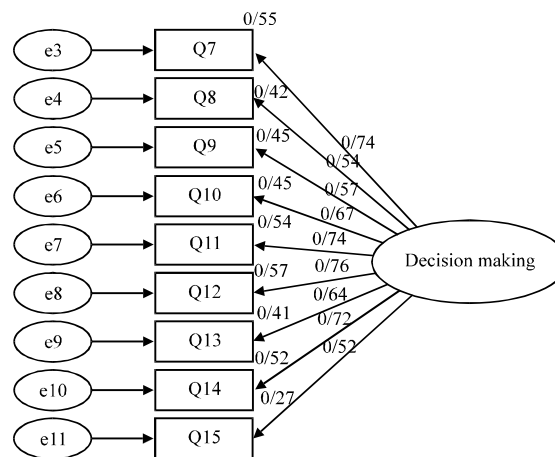 0/55
e3 Q7
0/42
e4 Q8
0/74
0/45
0/54
e5 Q9
0/45
0/57
e6 Q10
0/54
0/67
e7 Q11
0/74
0/57
0/76
Decision making
e8 Q12
0/41
0/64
e9 Q13
0/72
0/52
0/52
e10 Q14
0/27
e11 Q15